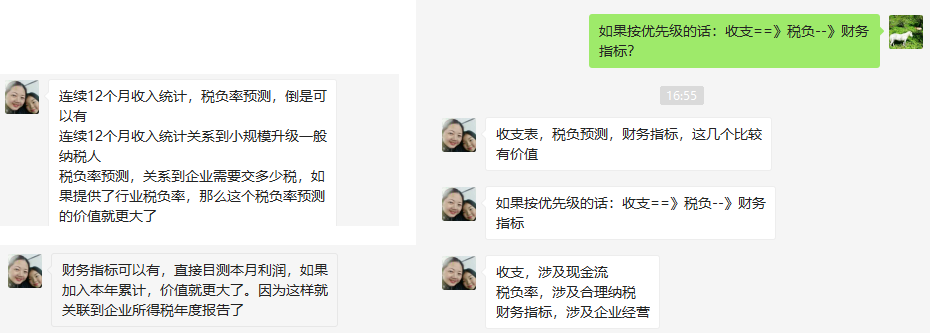 连续12个月收入统计，税负率预测，倒是可
以有
连续12个月收入统计关系到小规模升级一般
纳税人
税负率预测，关系到企业需要交多少税，如
果提供了行业税负率，那么这个税负率预测
的价值就更大了
财务指标可以有，直接目测本月利润，如果
加入本年累计，价值就更大了。因为这样就
关联到企业所得税年度报告了
如果按优先级的话：收支==》税负--》财务
指标？
16:55
收支表，税负预测，财务指标，这几个比较
有价值
如果按优先级的话：收支==》税负--》财务
指标
收支，涉及现金流
税负率，涉及合理纳税
财务指标，涉及企业经营